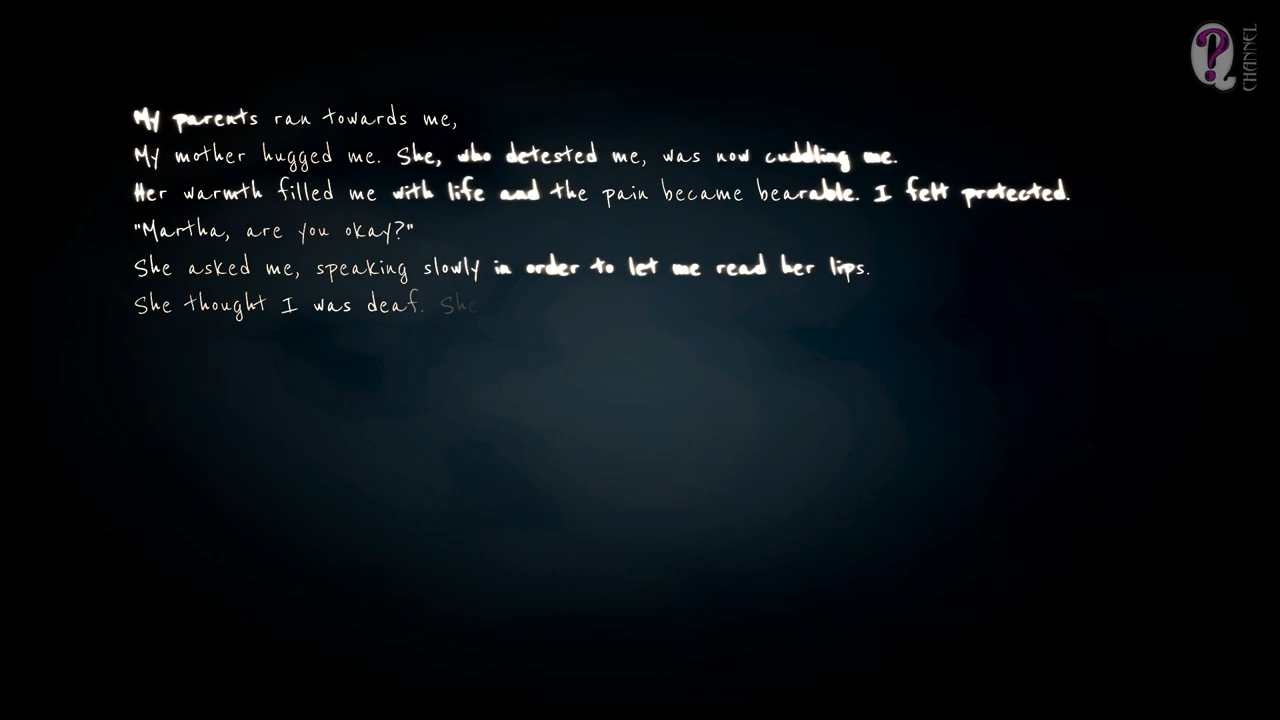 My parents ran towards me,
My mother hugged me. She, who detested me, was now cuddling me.
Her warmth filled me with life and the pain became bearable. I felt protected.
"Martha, are you okay?"
She asked me, speaking slowly in order to let me read her lips.
She thought I was deaf. She
? CHANNEL